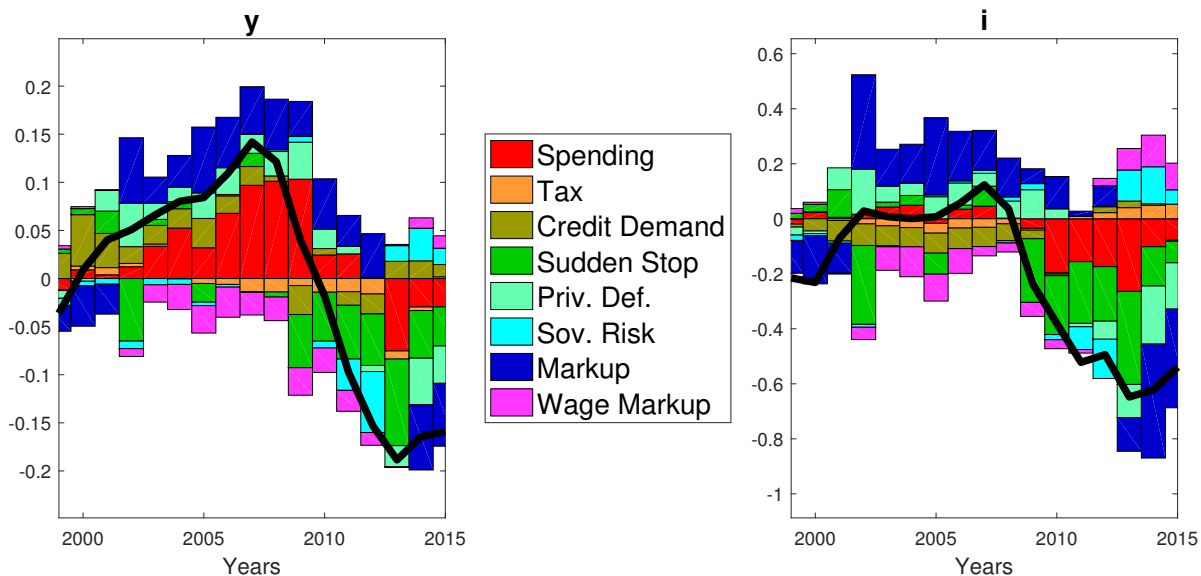 y
0.2
0.15
0.1
0.05
0
-0.05
-0.1
-0.15
-0.2
2000 2005 2010 2015
Years
Spending
Tax
Credit Demand
Sudden Stop
Priv. Def.
Sov. Risk
Markup
Wage Markup
i
0.6
0.4
0.2
0
-0.2
-0.4
-0.6
-0.8
-1
2000 2005 2010 2015
Years